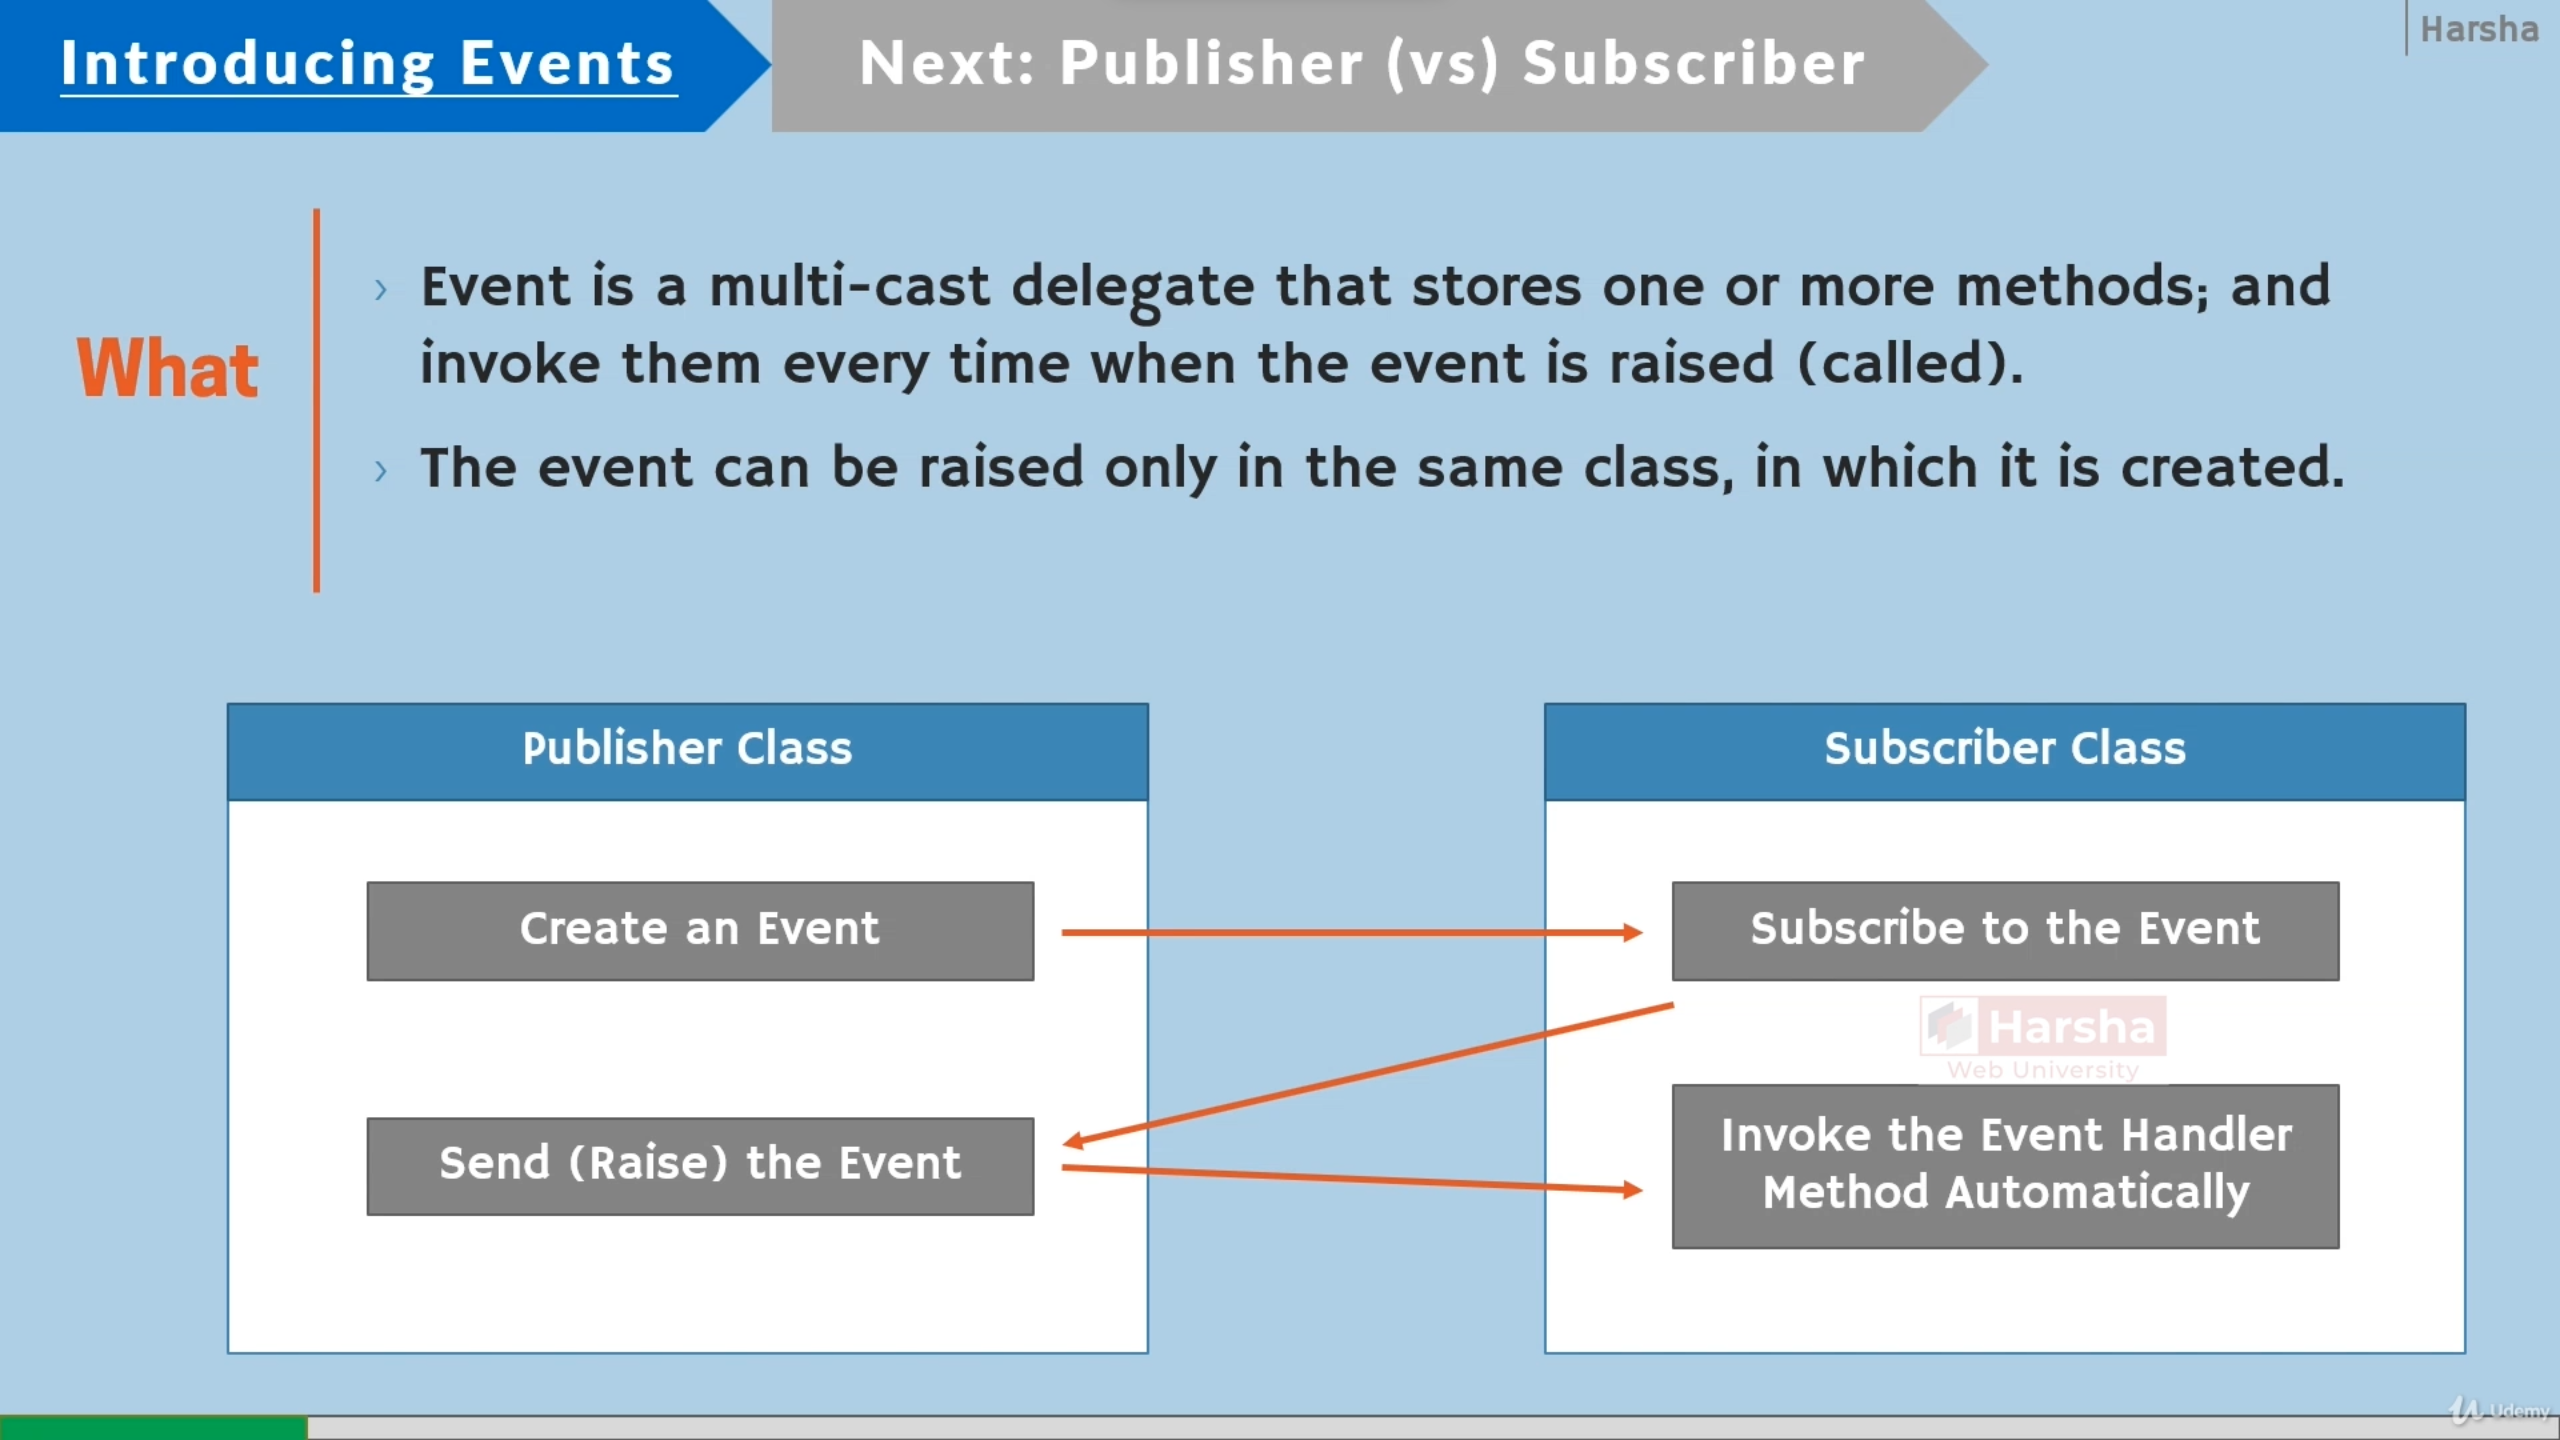 Introducing Events
Next: Publisher (vs) Subscriber
Harsha
What
› Event is a multi-cast delegate that stores one or more methods; and
invoke them every time when the event is raised (called).
› The event can be raised only in the same class, in which it is created.
Publisher Class
Create an Event
Send (Raise) the Event
Subscriber Class
Subscribe to the Event
Harsha
Web University
Invoke the Event Handler
Method Automatically
Udemy